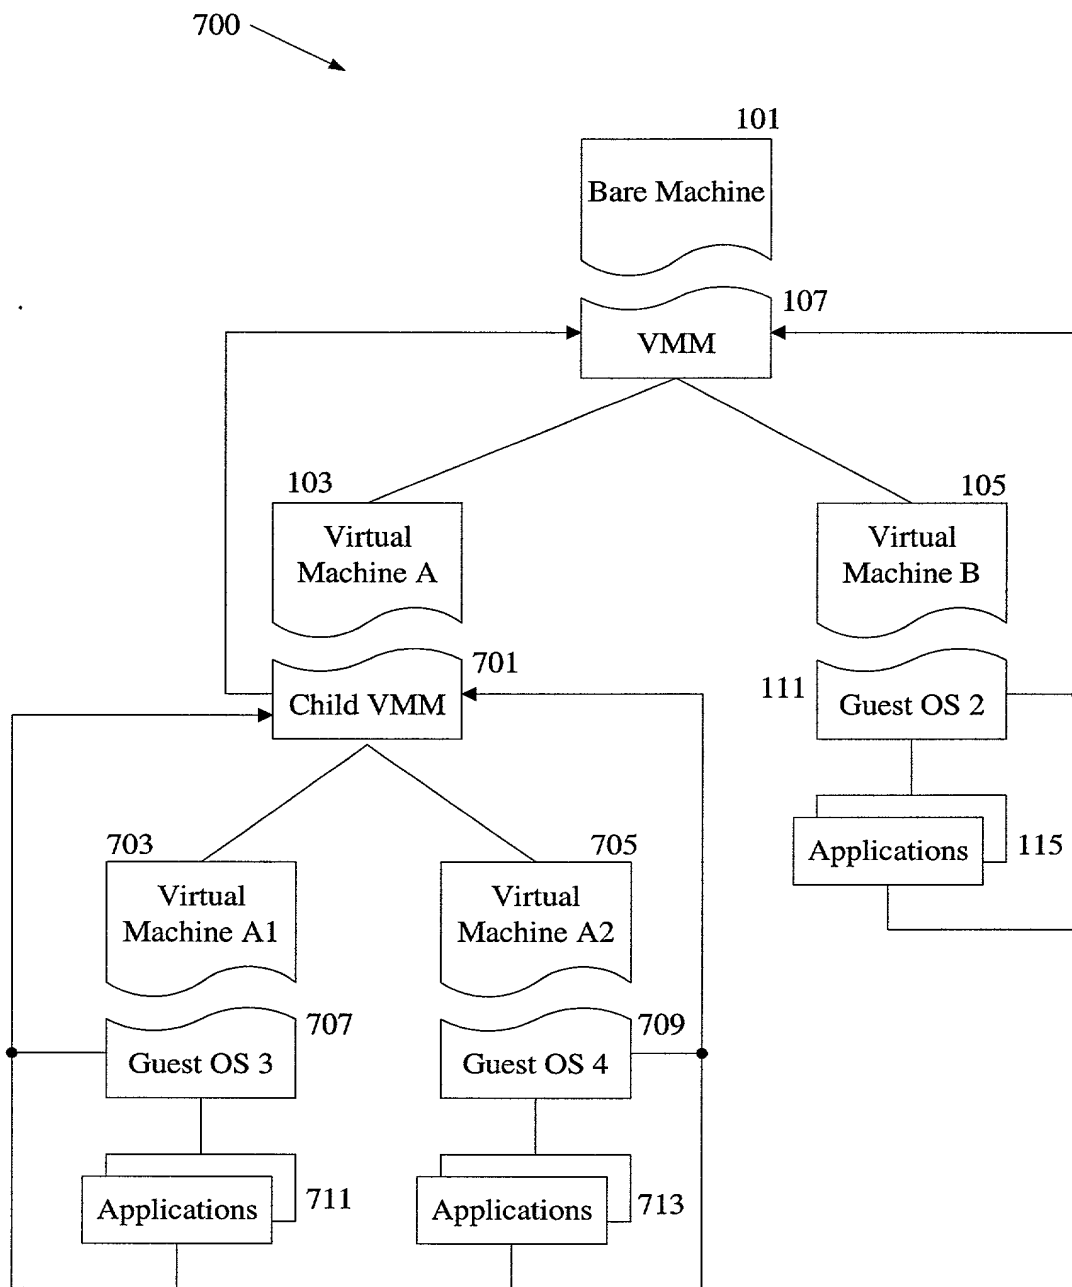 700
101
Bare Machine
107
VMM
103
Virtual
Machine A
105
Virtual
Machine B
701
Child VMM
111
Guest OS 2
Applications
115
703
Virtual
Machine A1
705
Virtual
Machine A2
707
Guest OS 3
709
Guest OS 4
Applications
711
Applications
713